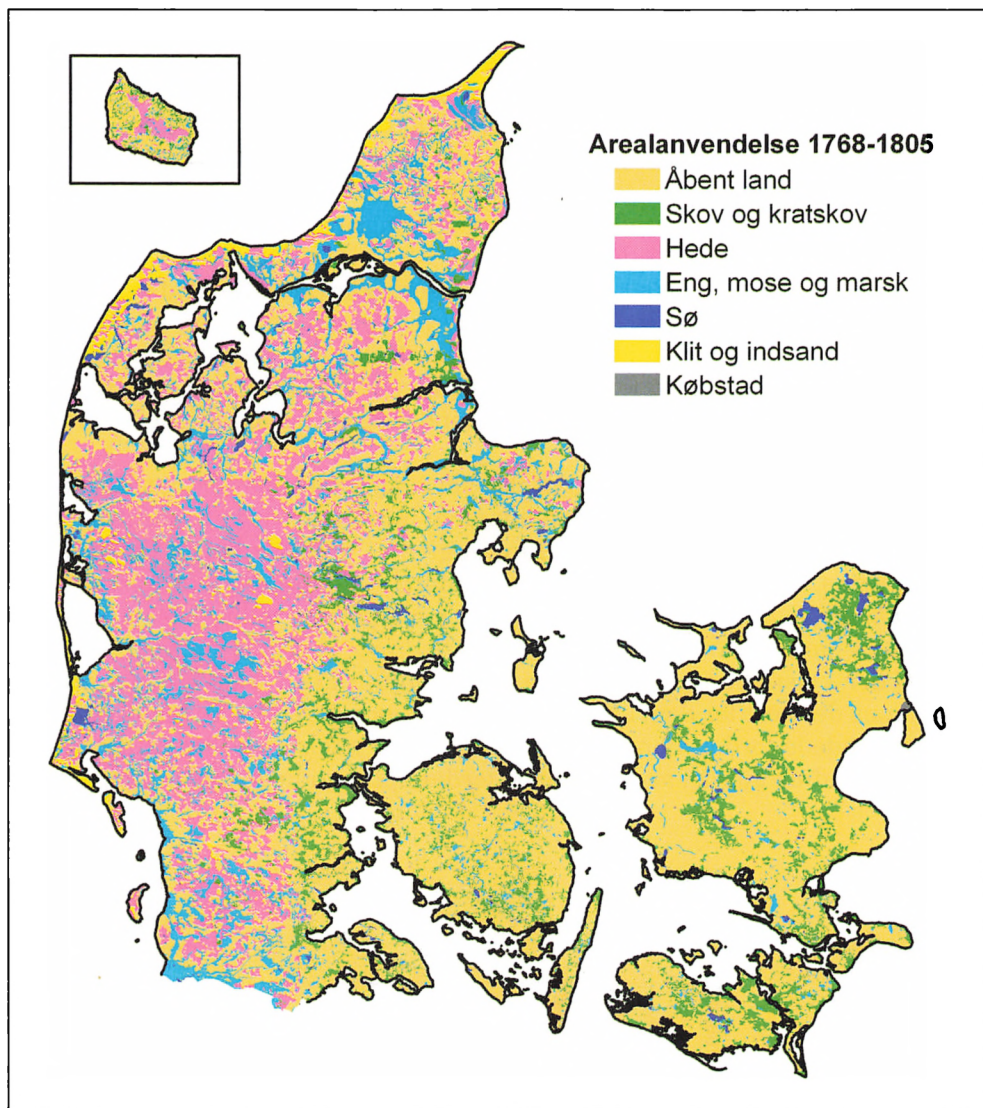 Arealanvendelse 1768-1805
Åbent land
Skov og kratskov
Hede
Eng, mose og marsk
Sø
Klit og indsand
Købstad